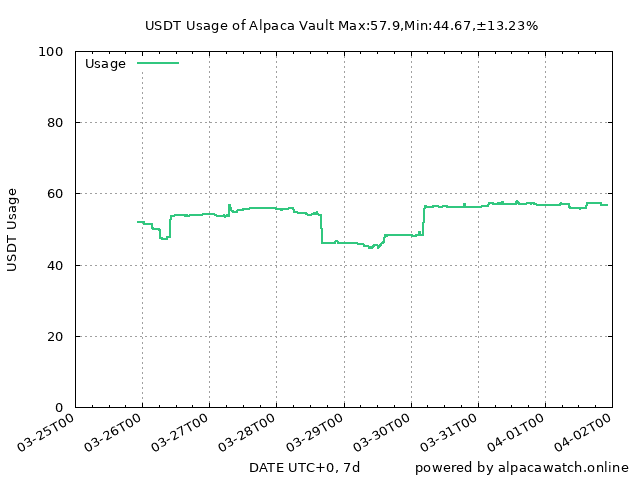 USDT Usage of Alpaca Vault Max:57.9,Min:44.67,±13.23%
Usage
100
80
60
40
20
0
USDT Usage
03-25T00
03-26T00
03-27T00
03-28T00
03-29T00
03-30T00
03-31T00
04-01T00
04-02T00
DATE UTC+0, 7d
powered by alpacawatch.online